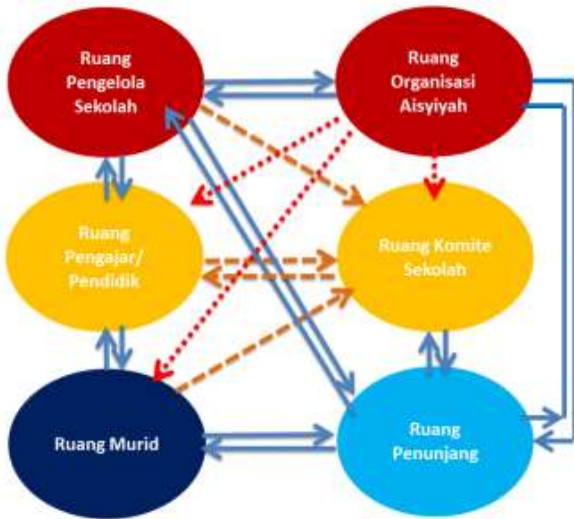 Ruang
Pengelola
Sekolah
Ruang
Organisasi
Aisyiyah
Ruang
Pengajar/
Pendidik
Ruang Komite
Sekolah
Ruang Murid
Ruang
Penunjang